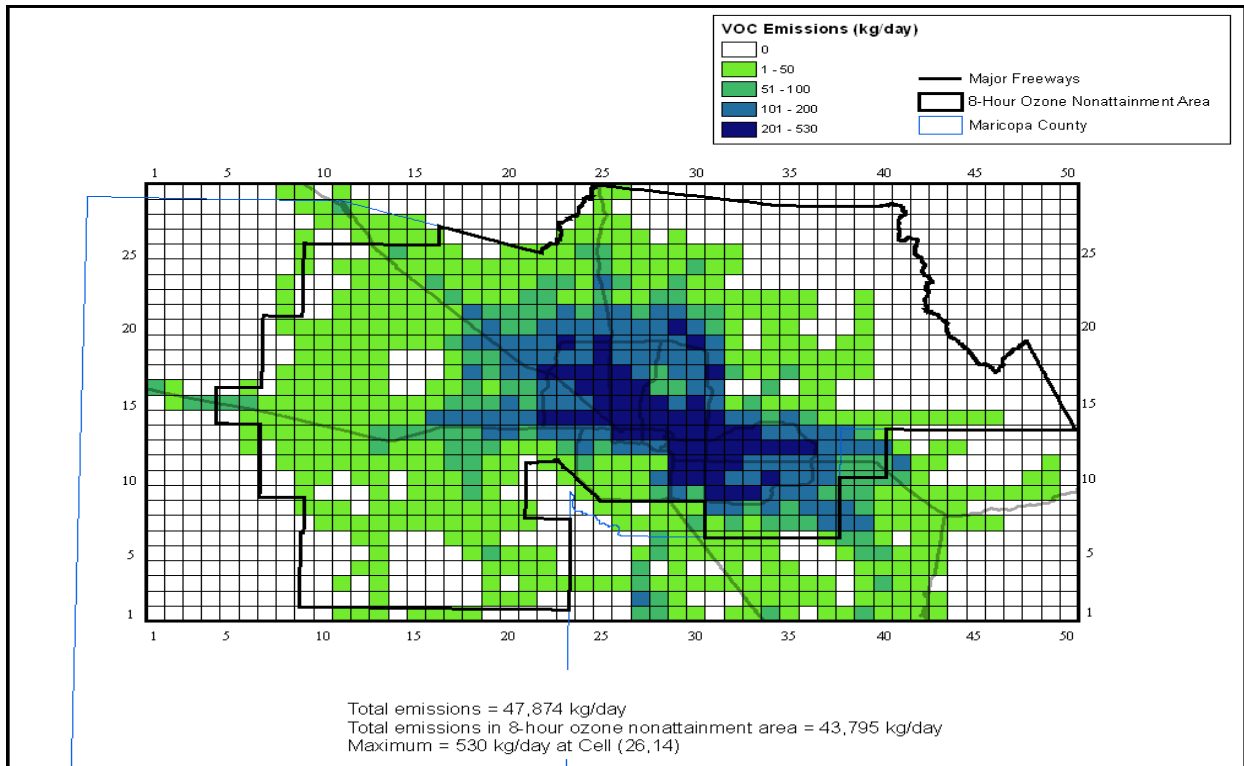 VOC Emissions (kg/day)
0
1 - 50
51 - 100
101 - 200
201 - 530
Major Freeways
8-Hour Ozone Nonattainment Area
Maricopa County
1 5 10 15 20 25 30 35 40 45 50
25 25
20 20
15 15
10 10
5 5
1 1
1 5 10 15 20 25 30 35 40 45 50
Total emissions = 47,874 kg/day
Total emissions in 8-hour ozone nonattainment area = 43,795 kg/day
Maximum = 530 kg/day at Cell (26,14)